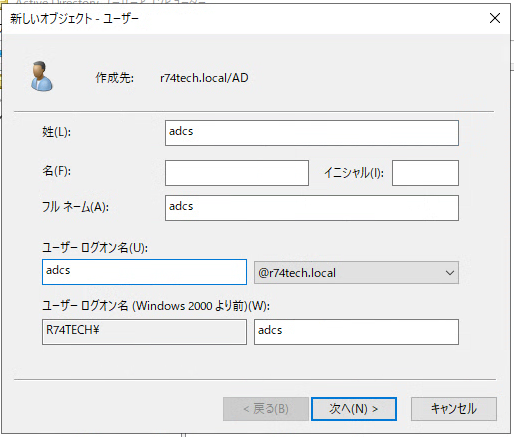 新しいオブジェクト - ユーザー
作成先: r74tech.local/AD
姓(L): adcs
名(F): イニシャル(I):
フル ネーム(A): adcs
ユーザー ログオン名(U):
adcs @r74tech.local
ユーザー ログオン名 (Windows 2000 より前)(W):
R74TECH¥ adcs
< 戻る(B) 次へ(N) > キャンセル